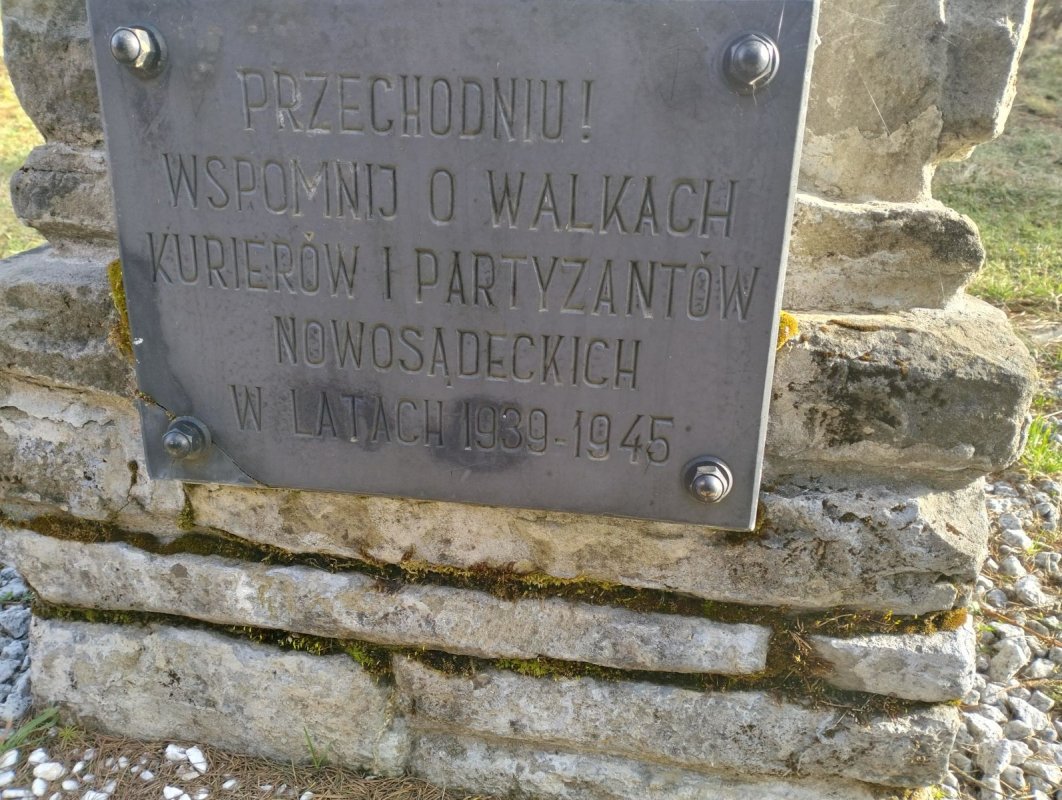 PRZECHODNIU!
WSPOMNIJ O WALKACH
KURIERÓW I PARTYZANTÓW
NOWOSĄDECKICH
W LATACH 1939-1945